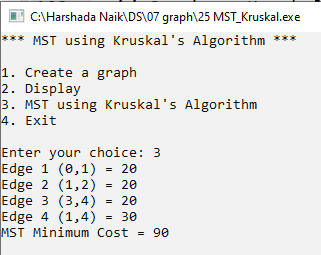 C:\Harshada Naik\DS\07 graph\25 MST_Kruskal.exe
*** MST using Kruskal's Algorithm ***
1. Create a graph
2. Display
3. MST using Kruskal's Algorithm
4. Exit
Enter your choice: 3
Edge 1 (0,1) = 20
Edge 2 (1,2) = 20
Edge 3 (3,4) = 20
Edge 4 (1,4) = 30
MST Minimum Cost = 90